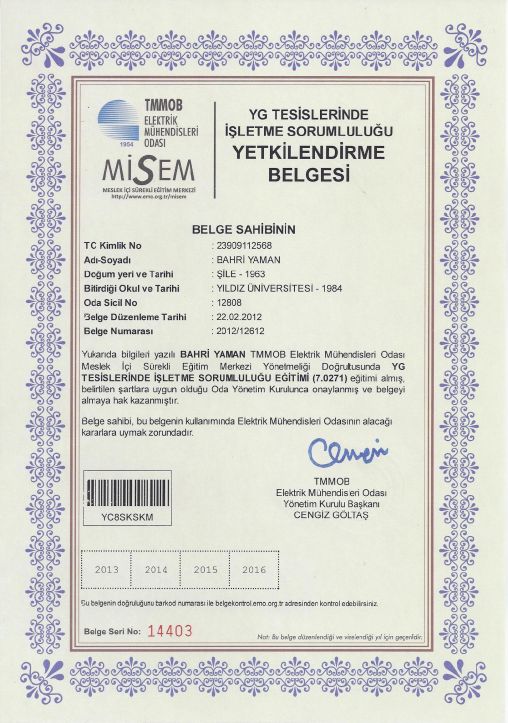 TMMOB
ELEKTRİK
MÜHENDİSLERİ
ODASI
1954
MİSEM
MESLEK İÇİ SÜREKLİ EĞİTİM MERKEZİ
http://www.emo.org.tr/misem
YG TESİSLERİNDE
İŞLETME SORUMLULUĞU
YETKİLENDİRME
BELGESİ
BELGE SAHİBİNİN
TC Kimlik No : 23909112568
Adı-Soyadı : BAHRİ YAMAN
Doğum yeri ve Tarihi : ŞİLE - 1963
Bitirdiği Okul ve Tarihi : YILDIZ ÜNİVERSİTESİ - 1984
Oda Sicil No : 12808
Belge Düzenleme Tarihi : 22.02.2012
Belge Numarası : 2012/12612
Yukarıda bilgileri yazılı BAHRİ YAMAN TMMOB Elektrik Mühendisleri Odası
Meslek İçi Sürekli Eğitim Merkezi Yönetmeliği Doğrultusunda YG
TESİSLERİNDE İŞLETME SORUMLULUĞU EĞİTİMİ (7.0271) eğitimi almış,
belirtilen şartlara uygun olduğu Oda Yönetim Kurulunca onaylanmış ve belgeyi
almaya hak kazanmıştır.
Belge sahibi, bu belgenin kullanımında Elektrik Mühendisleri Odasının alacağı
kararlara uymak zorundadır.
TMMOB
Elektrik Mühendisleri Odası
Yönetim Kurulu Başkanı
CENGİZ GÖLTAŞ
YC8SKSKM
2013 2014 2015 2016
Bu belgenin doğruluğunu barkod numarası ile belgekontrol.emo.org.tr adresinden kontrol edebilirsiniz.
Belge Seri No: 14403
Not: Bu belge düzenlendiği ve vizelendiği yıl için geçerlidir.